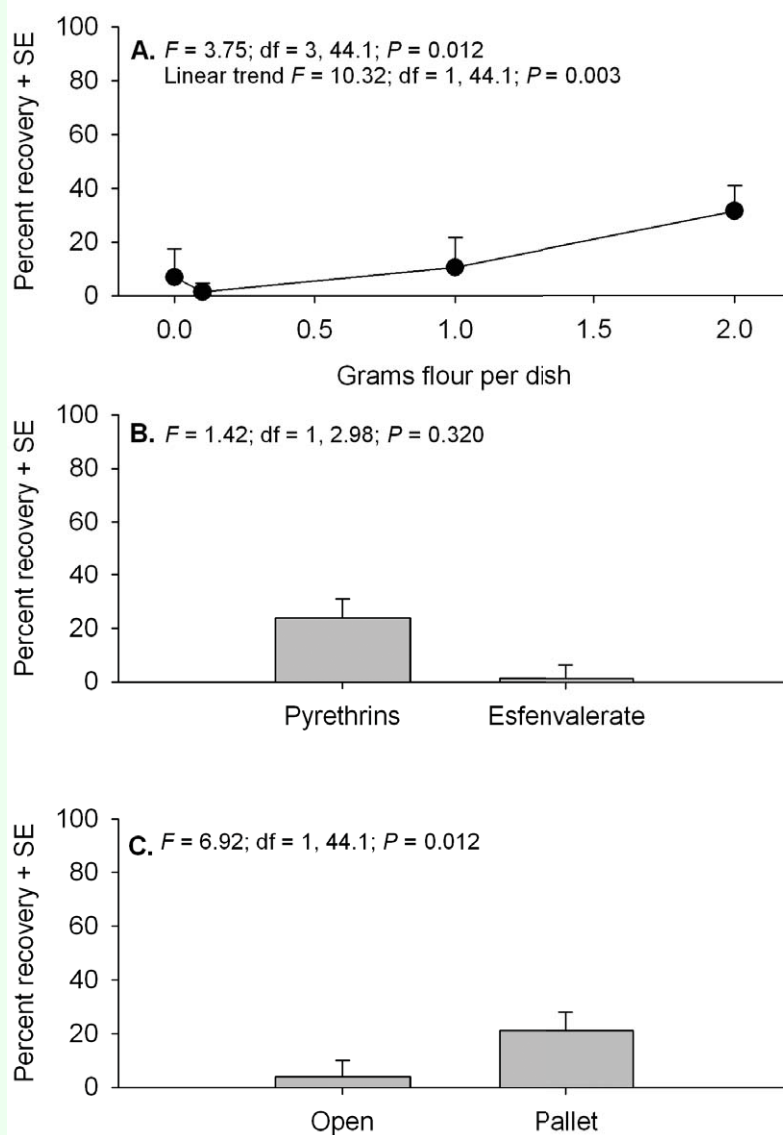 A. F = 3.75; df = 3, 44.1; P = 0.012
Linear trend F = 10.32; df = 1, 44.1; P = 0.003
Percent recovery + SE
100
80
60
40
20
0
0.0 0.5 1.0 1.5 2.0
Grams flour per dish
B. F = 1.42; df = 1, 2.98; P = 0.320
Percent recovery + SE
100
80
60
40
20
0
Pyrethrins Esfenvalerate
C. F = 6.92; df = 1, 44.1; P = 0.012
Percent recovery + SE
100
80
60
40
20
0
Open Pallet